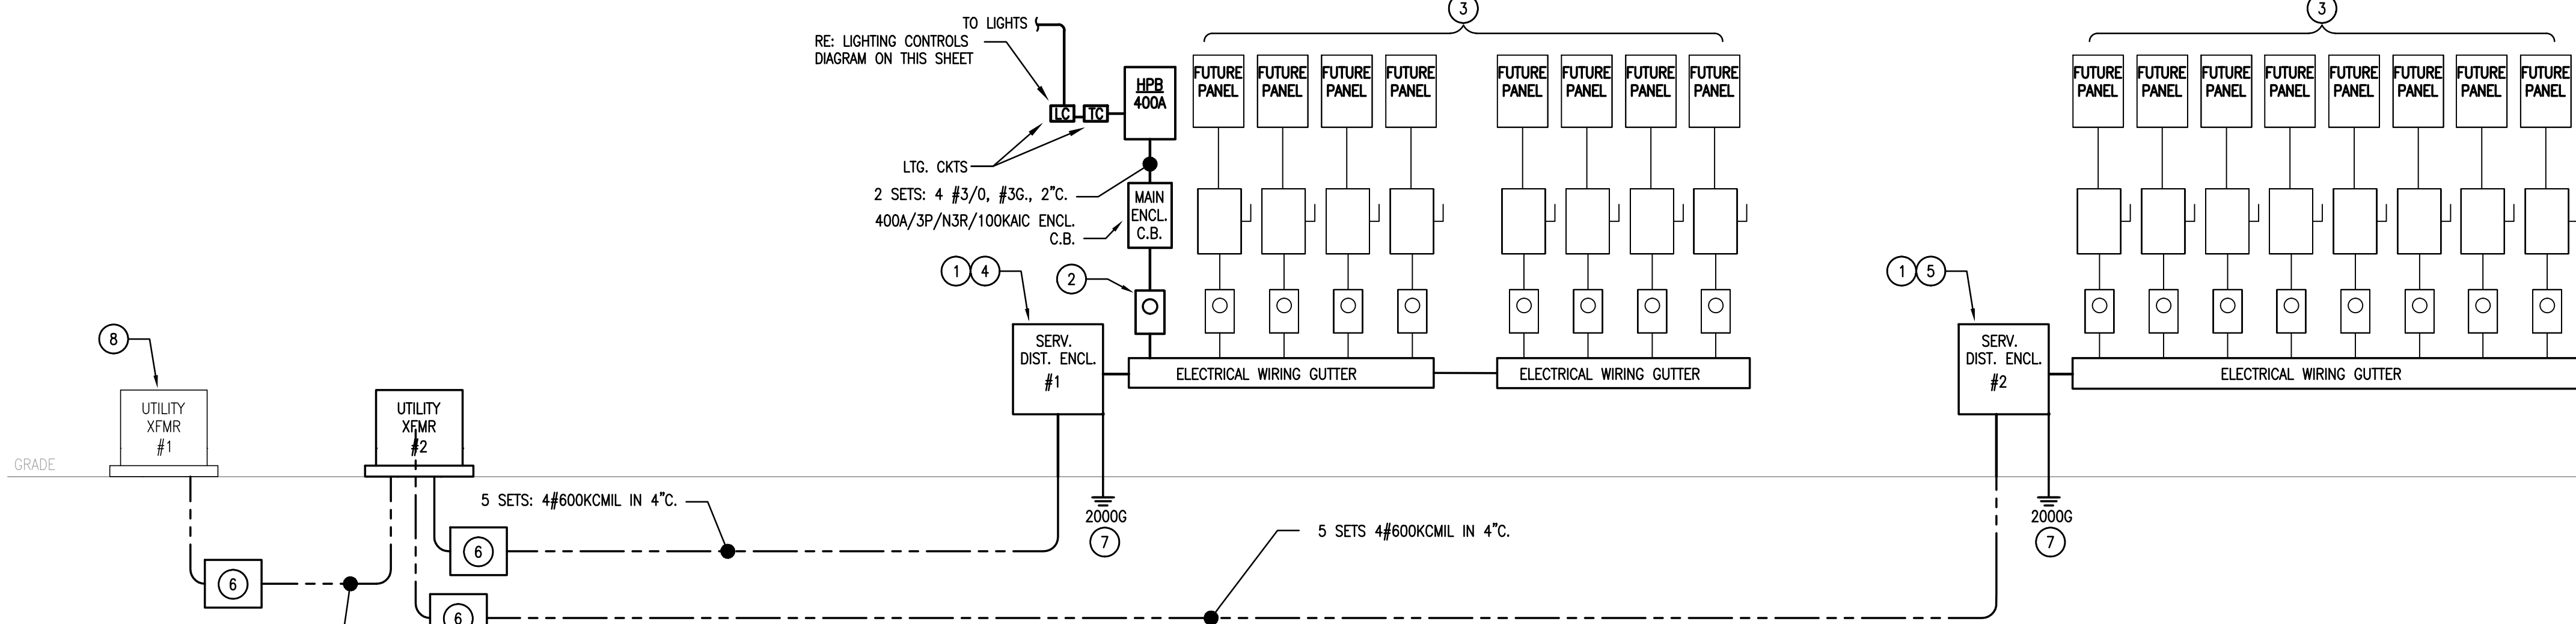 3
3
TO LIGHTS
RE: LIGHTING CONTROLS
DIAGRAM ON THIS SHEET
LC
TC
HPB
400A
FUTURE
PANEL
FUTURE
PANEL
FUTURE
PANEL
FUTURE
PANEL
FUTURE
PANEL
FUTURE
PANEL
FUTURE
PANEL
FUTURE
PANEL
FUTURE
PANEL
FUTURE
PANEL
FUTURE
PANEL
FUTURE
PANEL
FUTURE
PANEL
FUTURE
PANEL
FUTURE
PANEL
FUTURE
PANEL
LTG. CKTS
2 SETS: 4 #3/0, #3G., 2"C.
400A/3P/N3R/100KAIC ENCL.
C.B.
MAIN
ENCL.
C.B.
1
4
2
1
5
SERV.
DIST. ENCL.
#1
ELECTRICAL WIRING GUTTER
ELECTRICAL WIRING GUTTER
SERV.
DIST. ENCL.
#2
ELECTRICAL WIRING GUTTER
8
UTILITY
XFMR
#1
UTILITY
XFMR
#2
GRADE
5 SETS: 4#600KCMIL IN 4"C.
2000G
7
5 SETS 4#600KCMIL IN 4"C.
2000G
7
6
6
6